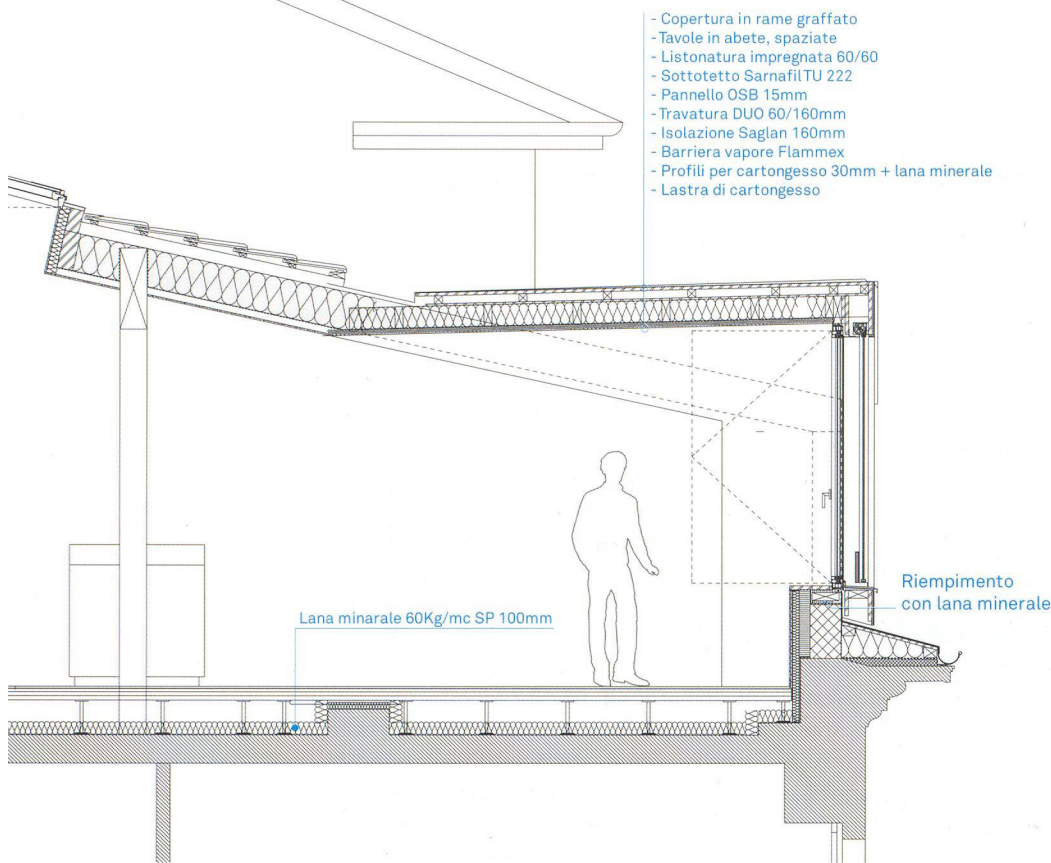 - Copertura in rame graffato
- Tavole in abete, spaziate
- Listonatura impregnata 60/60
- Sottotetto Sarnafil TU 222
- Pannello OSB 15mm
- Travatura DUO 60/160mm
- Isolazione Saglan 160mm
- Barriera vapore Flammex
- Profili per cartongesso 30mm + lana minerale
- Lastra di cartongesso
Riempimento
con lana minerale
Lana minarale 60Kg/mc SP 100mm